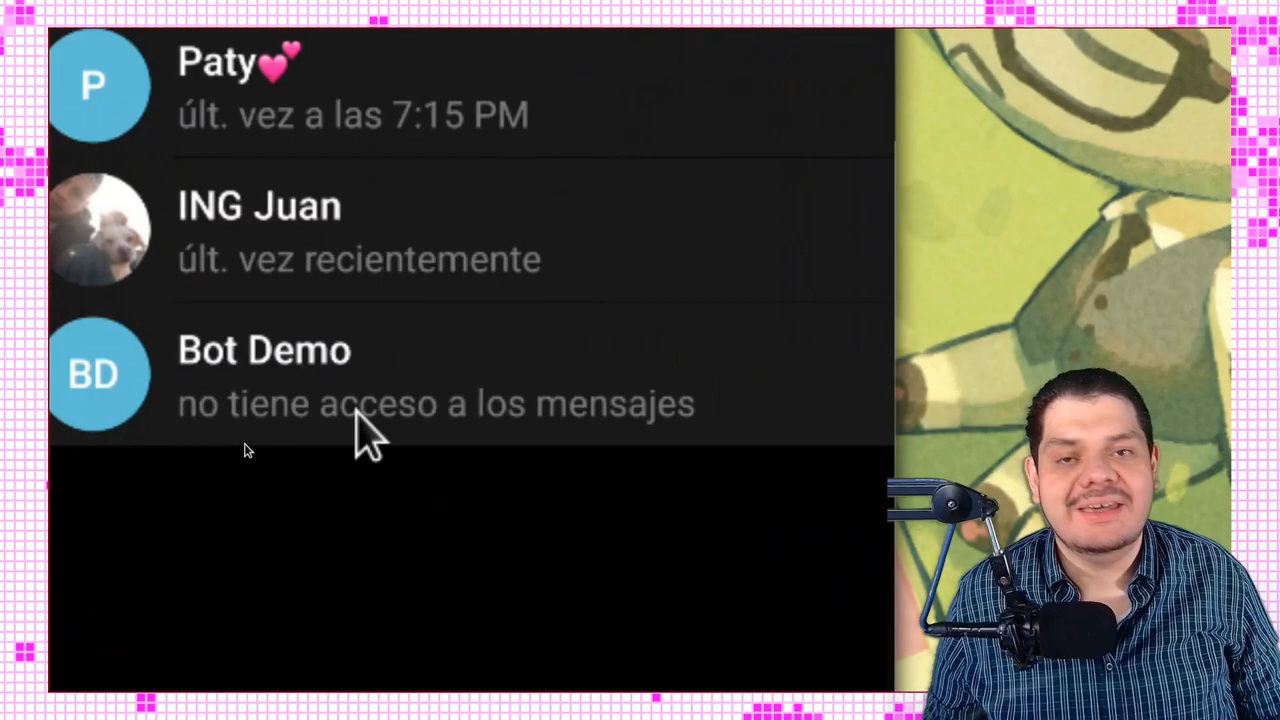 P
Paty💕
últ. vez a las 7:15 PM
ING Juan
últ. vez recientemente
BD
Bot Demo
no tiene acceso a los mensajes